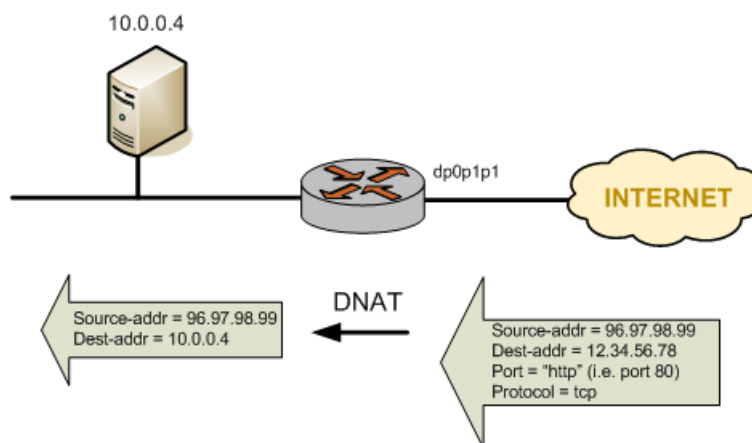 10.0.0.4
dp0p1p1
INTERNET
DNAT
Source-addr = 96.97.98.99
Dest-addr = 10.0.0.4
Source-addr = 96.97.98.99
Dest-addr = 12.34.56.78
Port = “http” (i.e. port 80)
Protocol = tcp